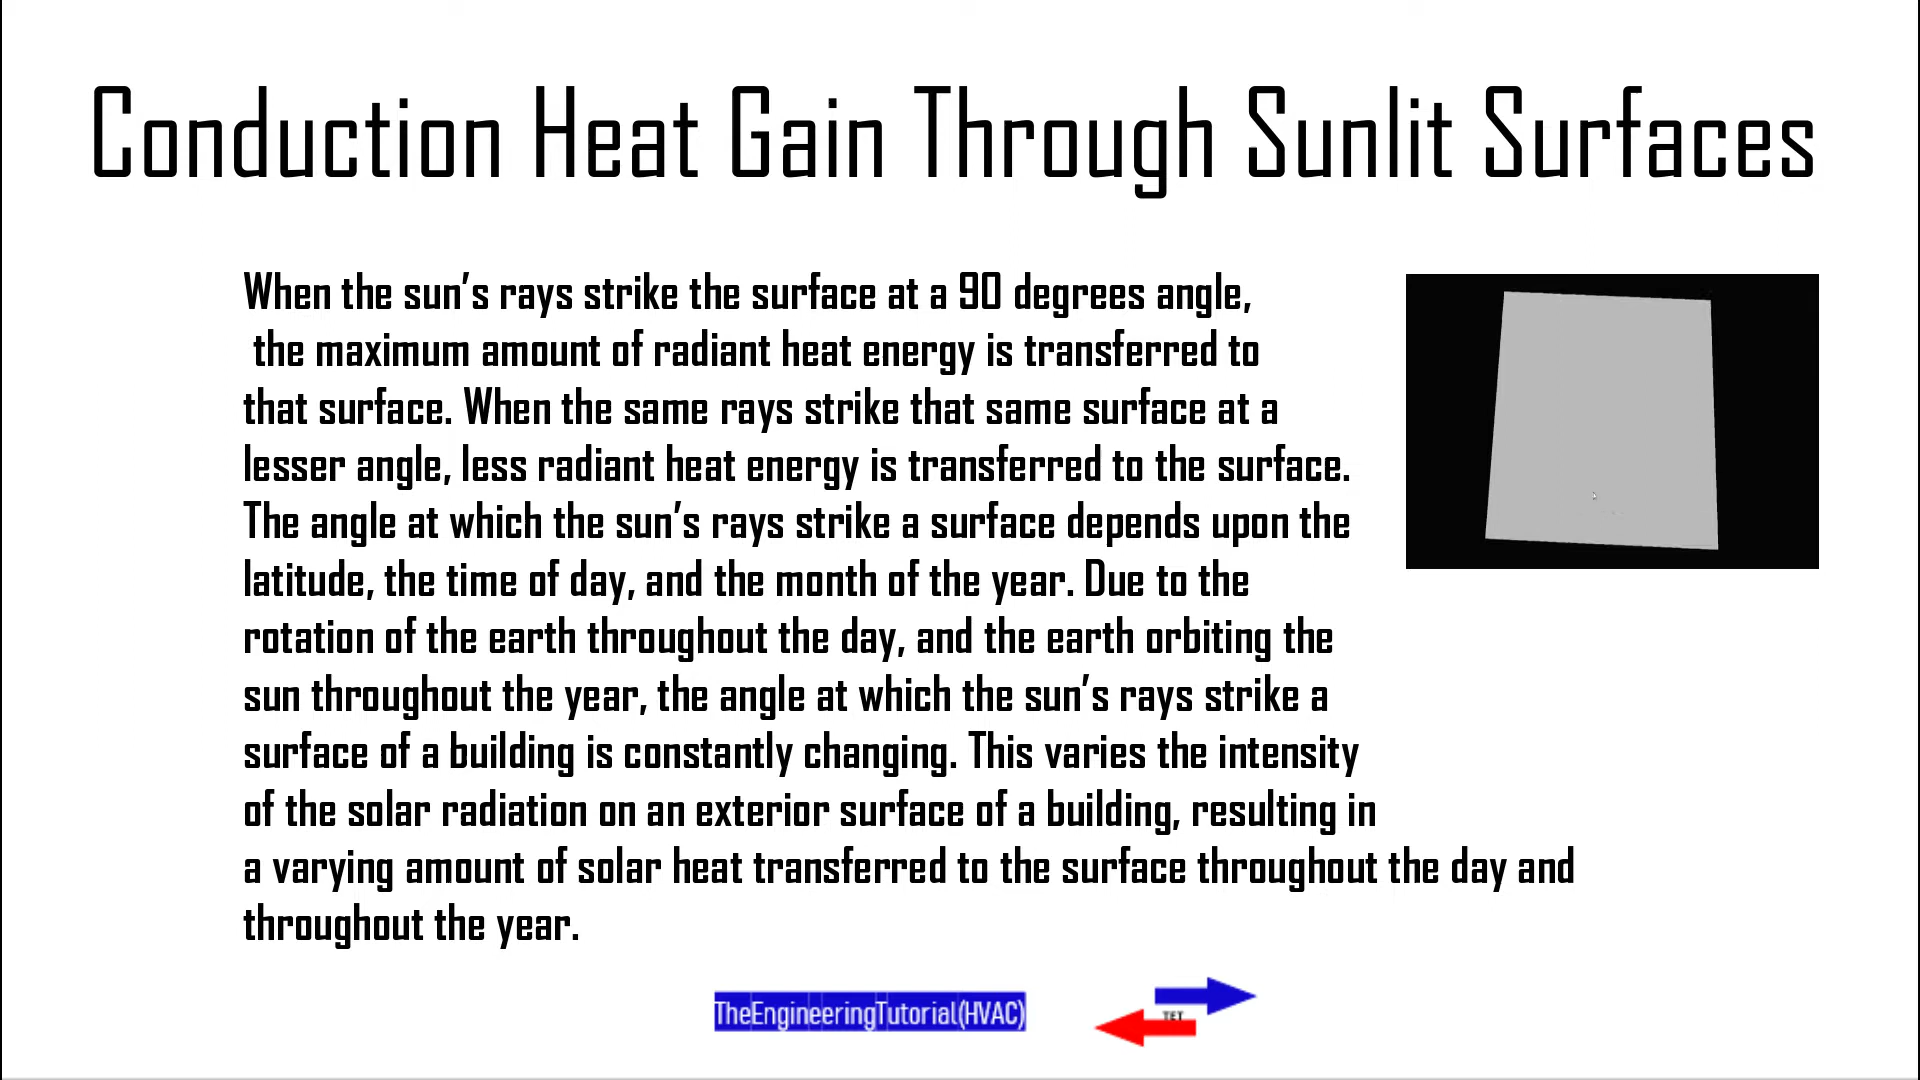 Conduction Heat Gain Through Sunlit Surfaces
When the sun’s rays strike the surface at a 90 degrees angle,
the maximum amount of radiant heat energy is transferred to
that surface. When the same rays strike that same surface at a
lesser angle, less radiant heat energy is transferred to the surface.
The angle at which the sun’s rays strike a surface depends upon the
latitude, the time of day, and the month of the year. Due to the
rotation of the earth throughout the day, and the earth orbiting the
sun throughout the year, the angle at which the sun’s rays strike a
surface of a building is constantly changing. This varies the intensity
of the solar radiation on an exterior surface of a building, resulting in
a varying amount of solar heat transferred to the surface throughout the day and
throughout the year.
TheEngineeringTutorial(HVAC)
TET